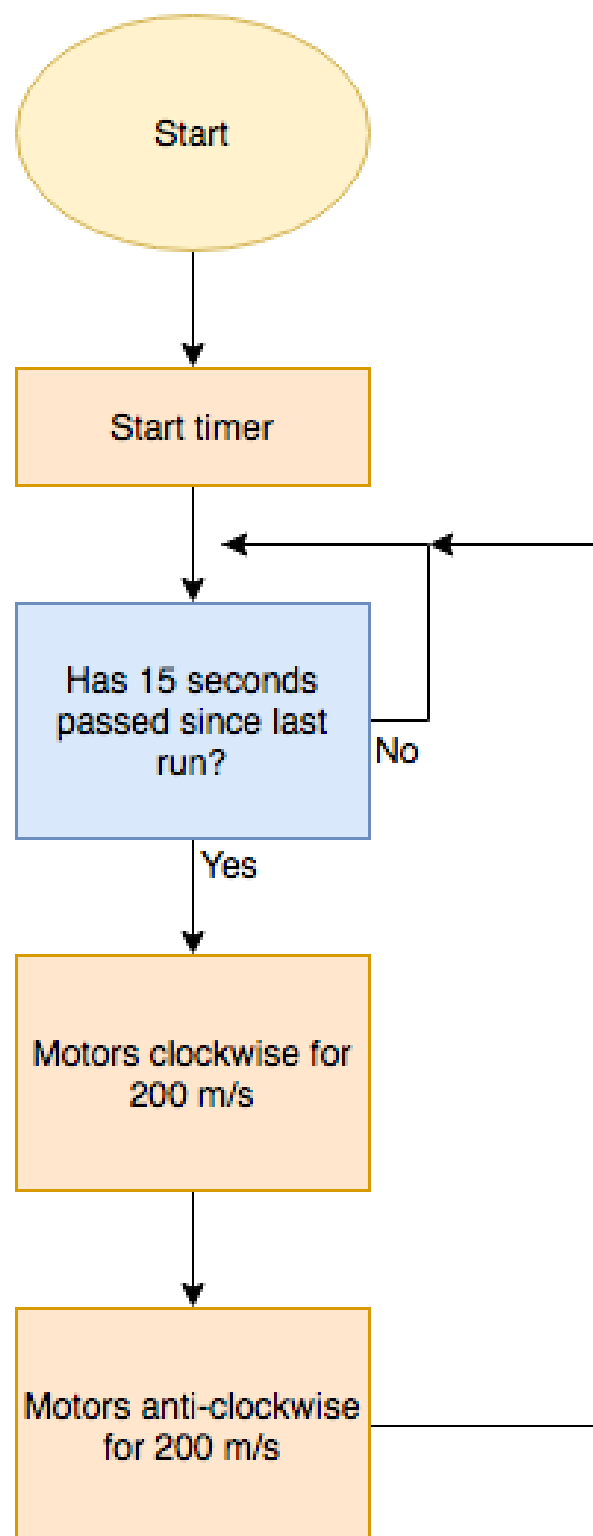 Start
Start timer
Has 15 seconds
passed since last
run?
No
Yes
Motors clockwise for
200 m/s
Motors anti-clockwise
for 200 m/s